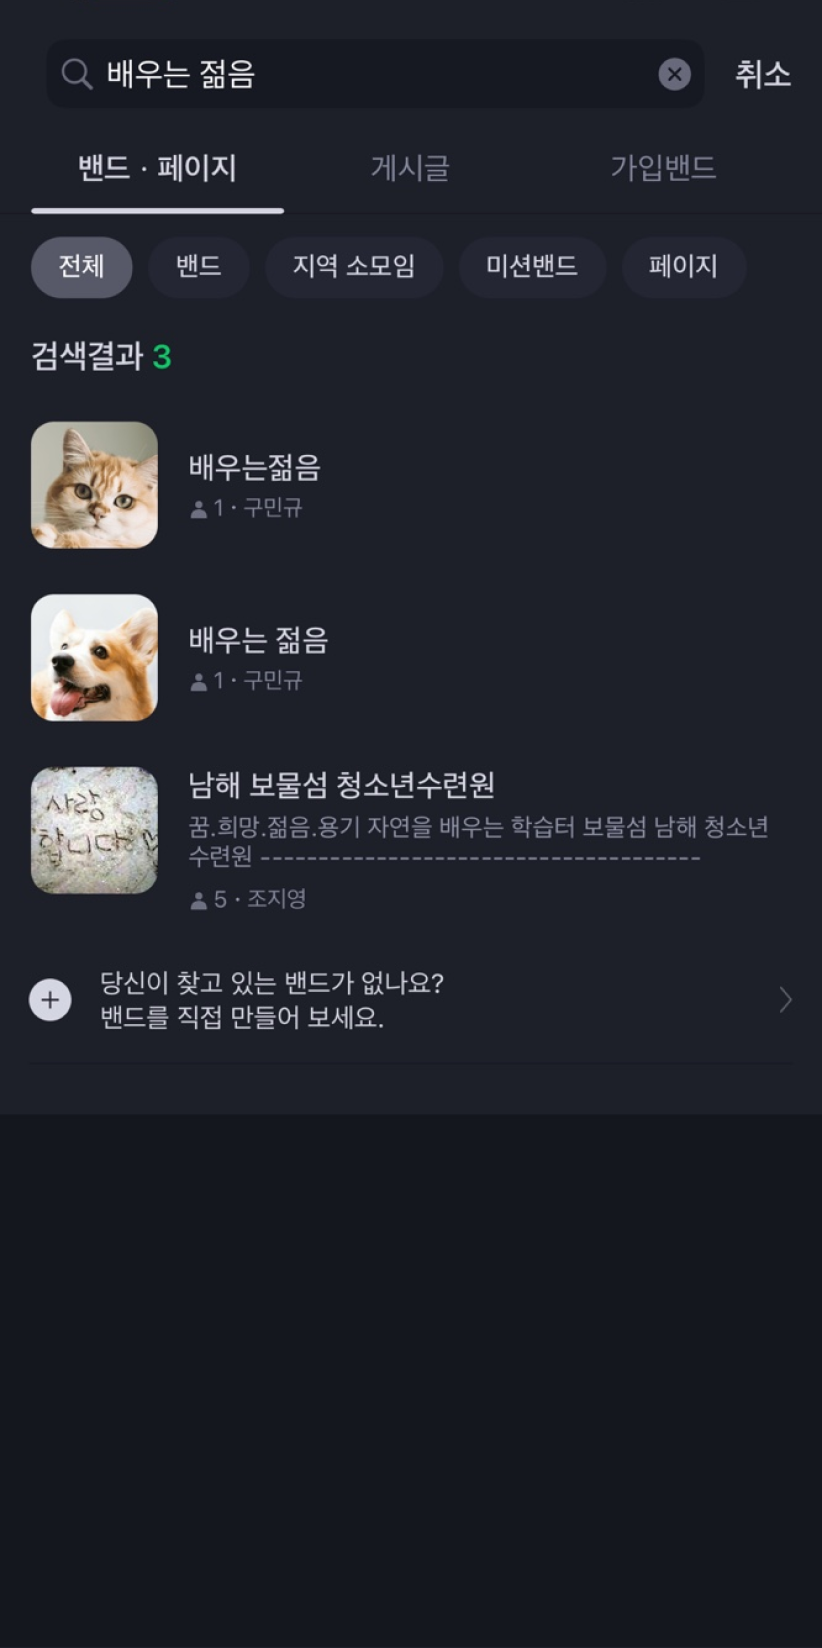 배우는 젊음
취소
밴드 · 페이지
게시글
가입밴드
전체
밴드
지역 소모임
미션밴드
페이지
검색결과 3
배우는젊음
1 · 구민규
배우는 젊음
1 · 구민규
사랑
합니다♡
남해 보물섬 청소년수련원
꿈.희망.젊음.용기 자연을 배우는 학습터 보물섬 남해 청소년
수련원 --------------------------------------
5 · 조지영
당신이 찾고 있는 밴드가 없나요?
밴드를 직접 만들어 보세요.